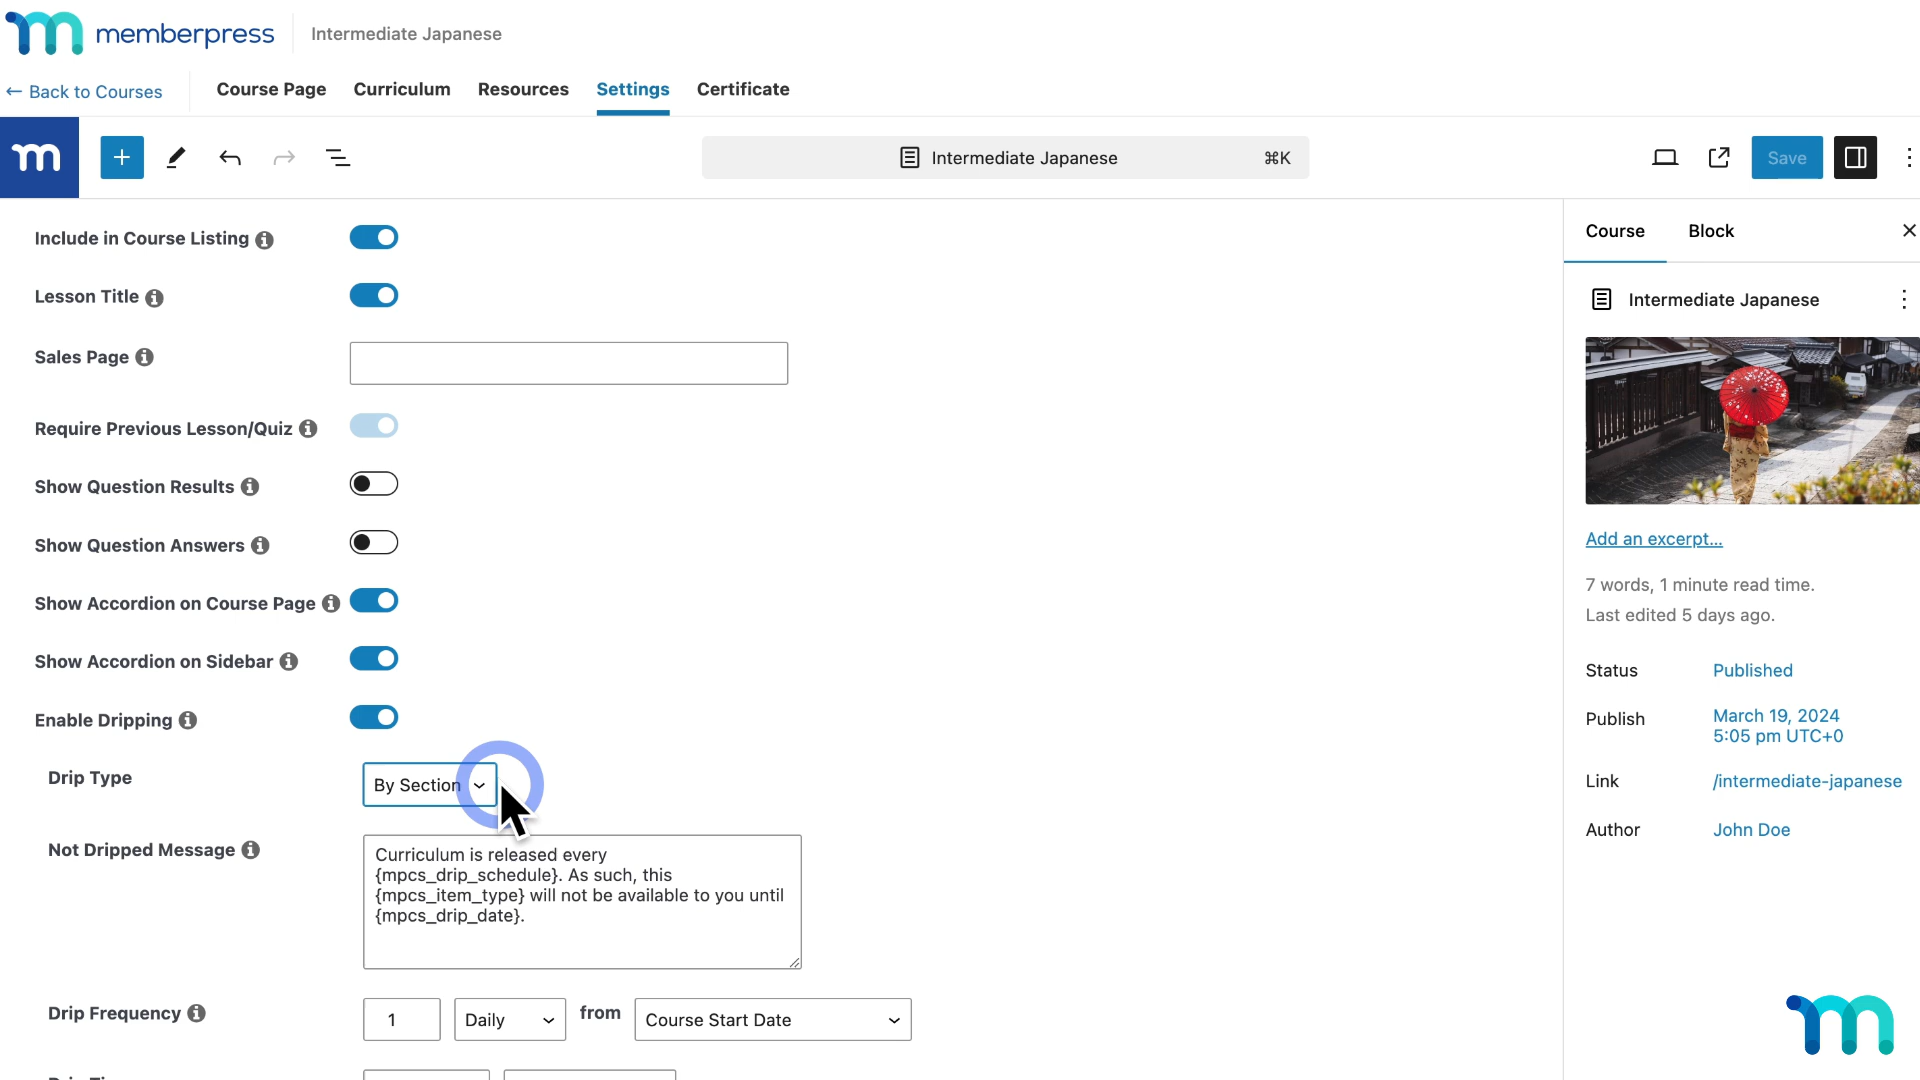 memberpress
Intermediate Japanese
← Back to Courses
Course Page
Curriculum
Resources
Settings
Certificate
Intermediate Japanese
⌘K
Save
Include in Course Listing
Lesson Title
Sales Page
Require Previous Lesson/Quiz
Show Question Results
Show Question Answers
Show Accordion on Course Page
Show Accordion on Sidebar
Enable Dripping
Drip Type
By Section
Not Dripped Message
Curriculum is released every
{mpcs_drip_schedule}. As such, this
{mpcs_item_type} will not be available to you until
{mpcs_drip_date}.
Drip Frequency
1
Daily
from
Course Start Date
Course
Block
Intermediate Japanese
Add an excerpt...
7 words, 1 minute read time.
Last edited 5 days ago.
Status
Published
Publish
March 19, 2024
5:05 pm UTC+0
Link
/intermediate-japanese
Author
John Doe